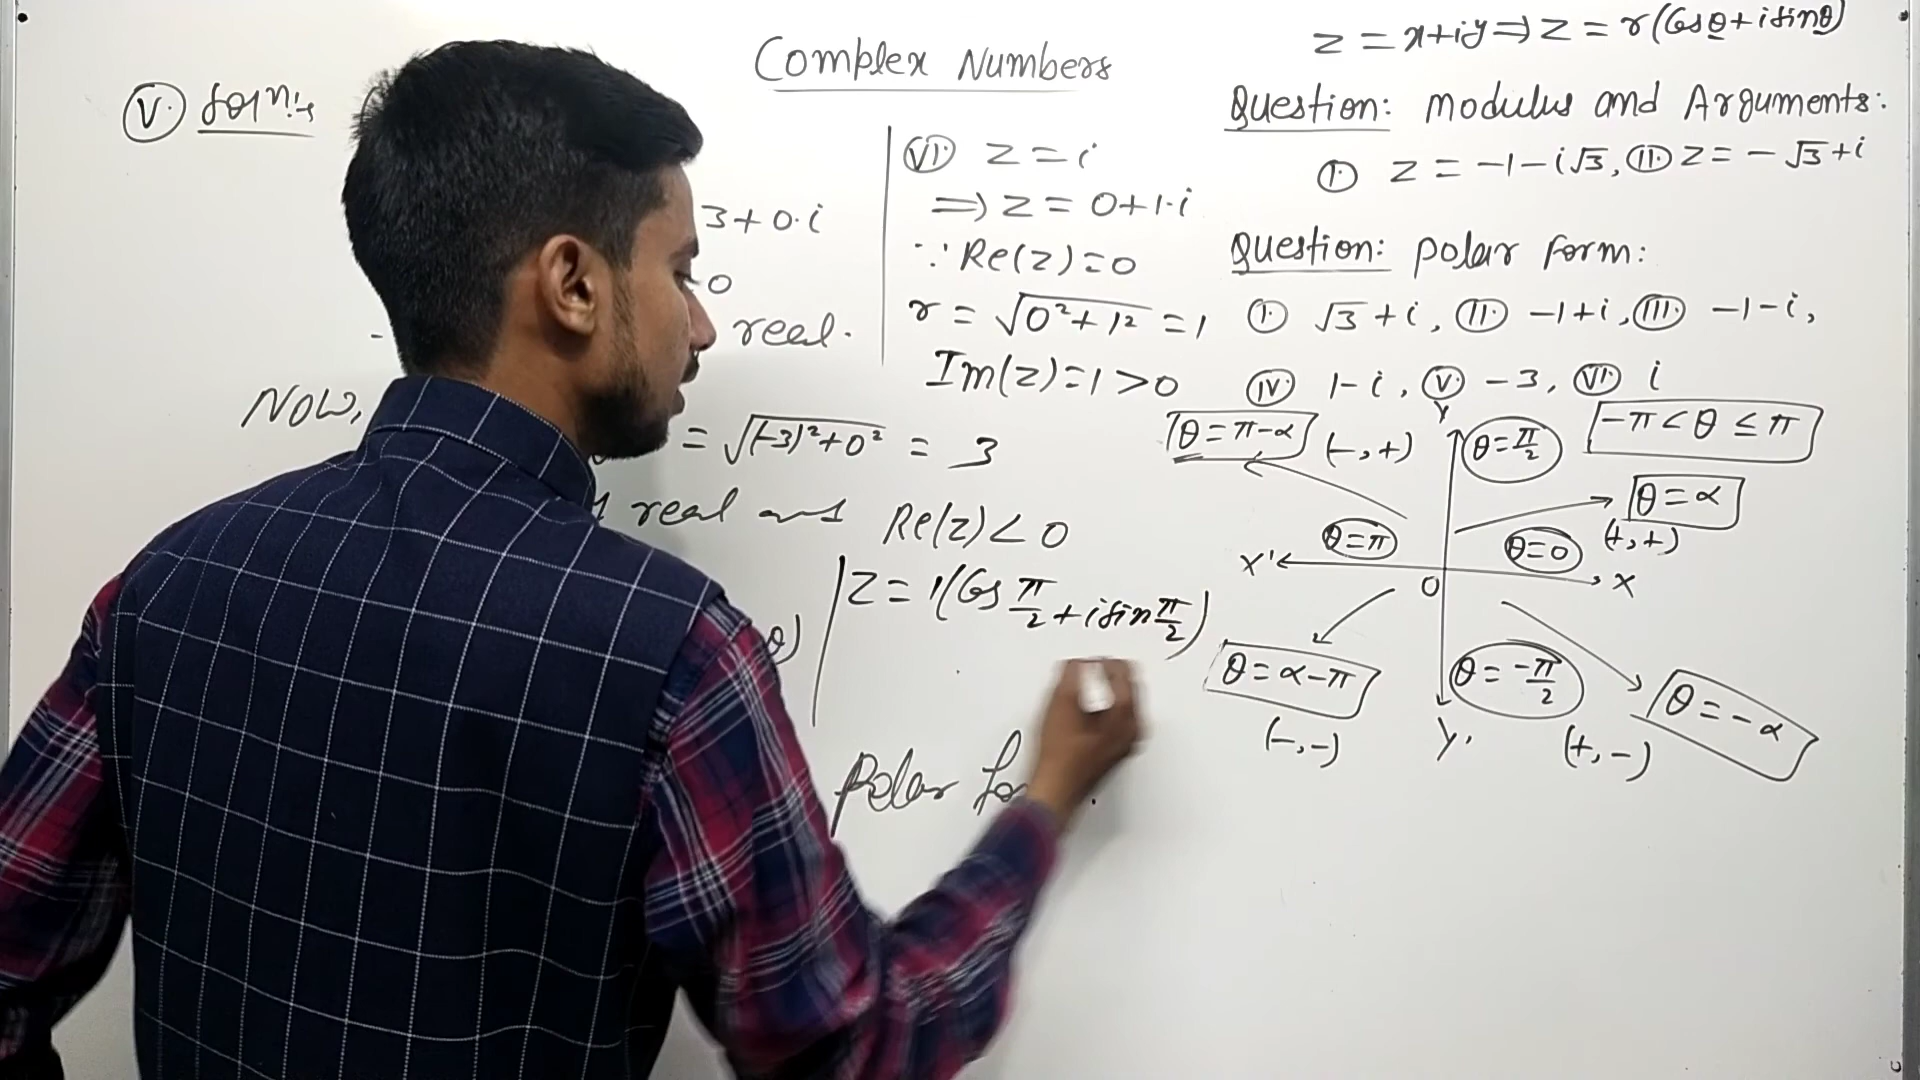 Complex Numbers
V. Soln:→
3+0·i
0
real.
Now,
= √(-3)²+0² = 3
real and Re(z)<0
θ)
VI. z = i
⇒ z = 0+1·i
∵ Re(z)=0
r = √0²+1² = 1
Im(z)=1>0
z = 1(Cos π/2 + i sin π/2)
Polar
z = x+iy ⇒ z = r(Cosθ+i sinθ)
Question: Modulus and Arguments:
I. z = -1-i√3, II. z = -√3+i
Question: Polar form:
I. √3+i, II. -1+i, III. -1-i,
IV. 1-i, V. -3, VI. i
θ=π-α (-,+) Y θ=π/2 -π<θ≤π
θ=α
θ=π θ=0 (+,+)
X' O X
θ=α-π θ=-π/2 θ=-α
(-,-) Y' (+,-)